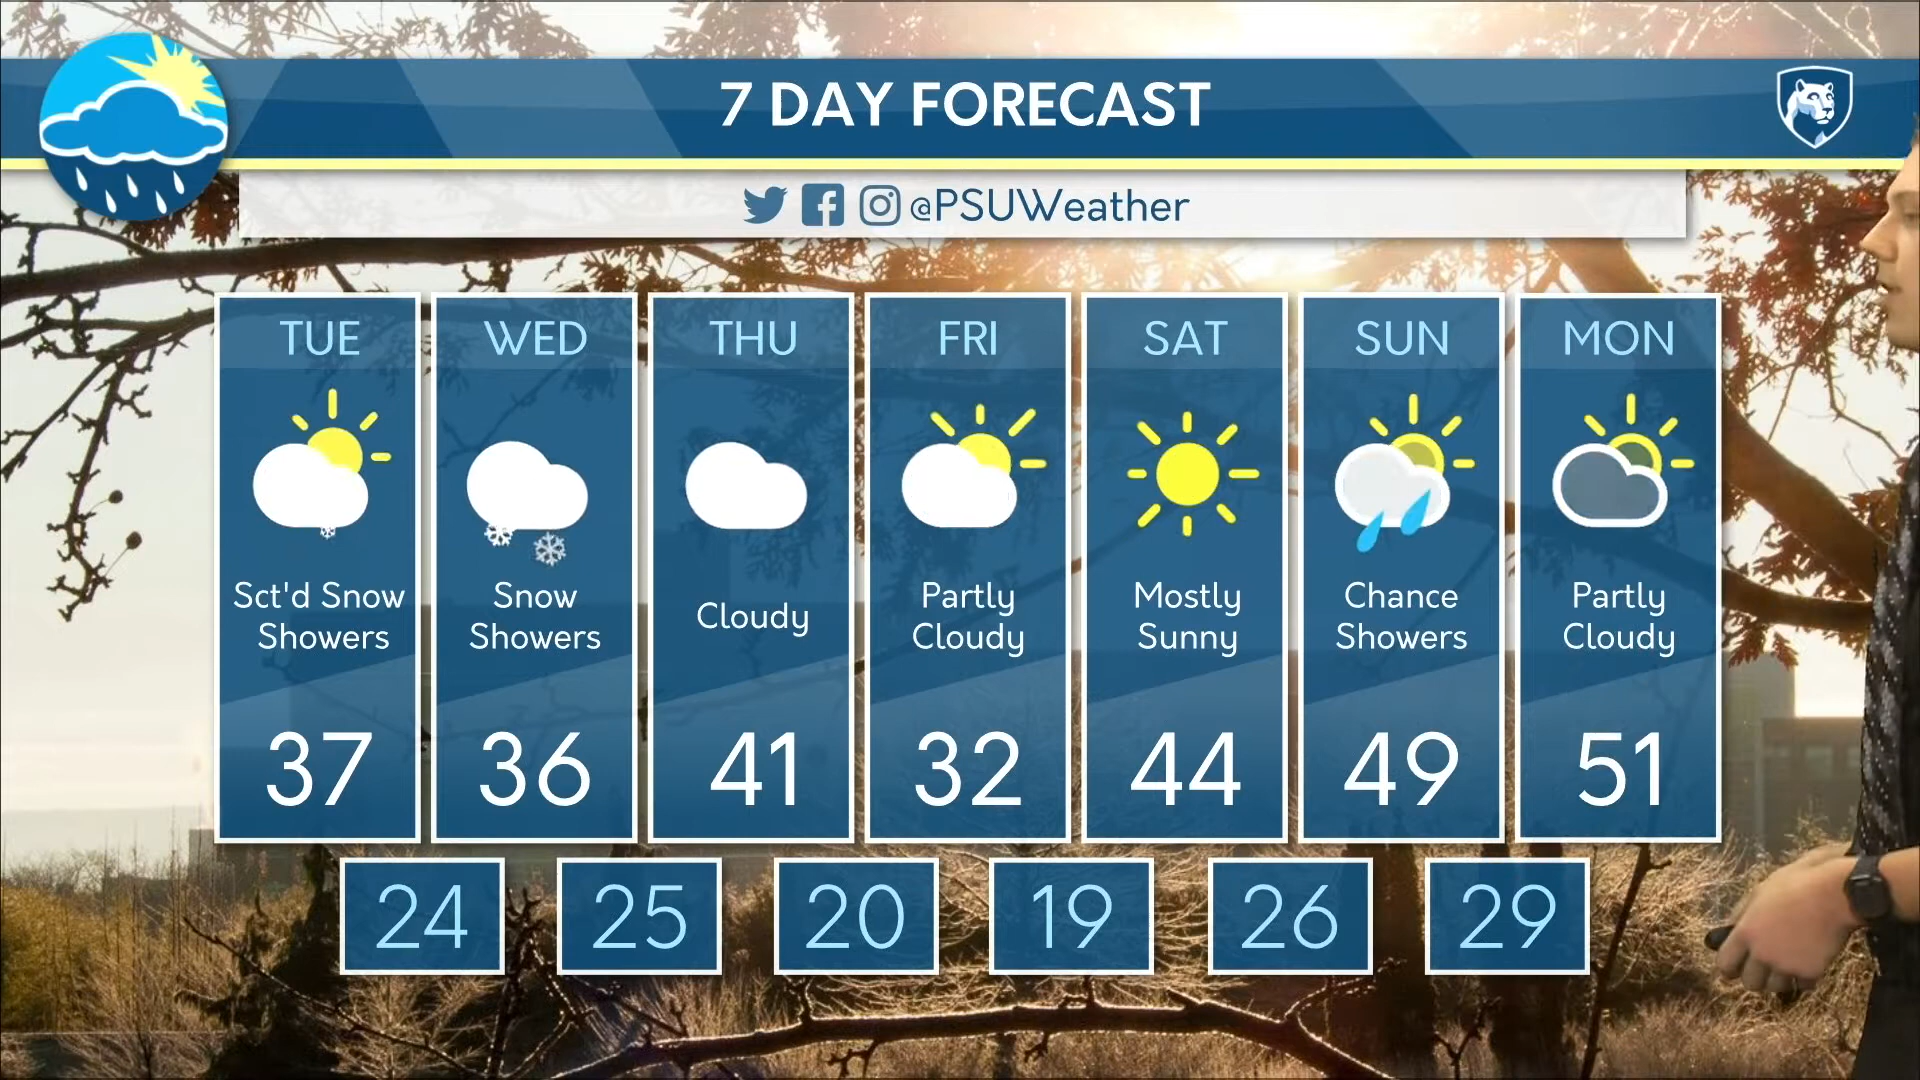 7 DAY FORECAST
@PSUWeather
TUE
Sct'd Snow
Showers
37
WED
Snow
Showers
36
THU
Cloudy
41
FRI
Partly
Cloudy
32
SAT
Mostly
Sunny
44
SUN
Chance
Showers
49
MON
Partly
Cloudy
51
24
25
20
19
26
29